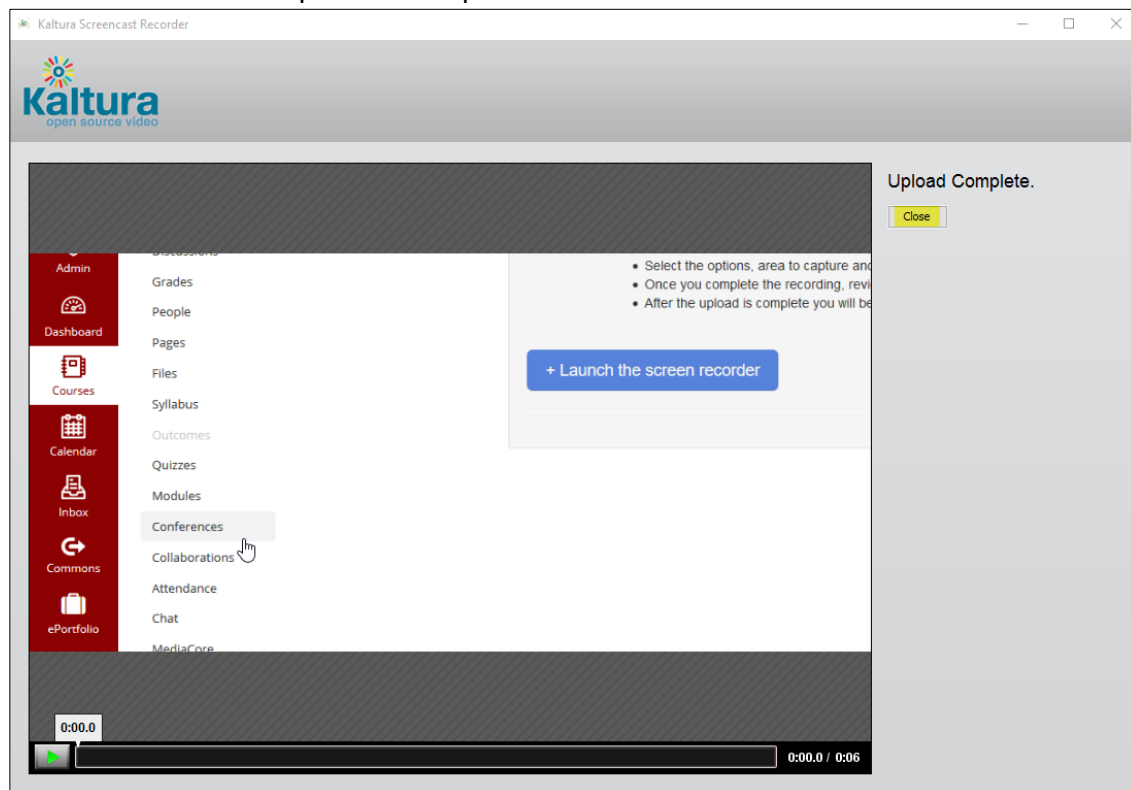 Kaltura Screencast Recorder
Kaltura
open source video
Upload Complete.
Close
Admin
Dashboard
Courses
Calendar
Inbox
Commons
ePortfolio
Discussions
Grades
People
Pages
Files
Syllabus
Outcomes
Quizzes
Modules
Conferences
Collaborations
Attendance
Chat
MediaCore
• Select the options, area to capture and
• Once you complete the recording, revi
• After the upload is complete you will be
+ Launch the screen recorder
0:00.0
0:00.0 / 0:06